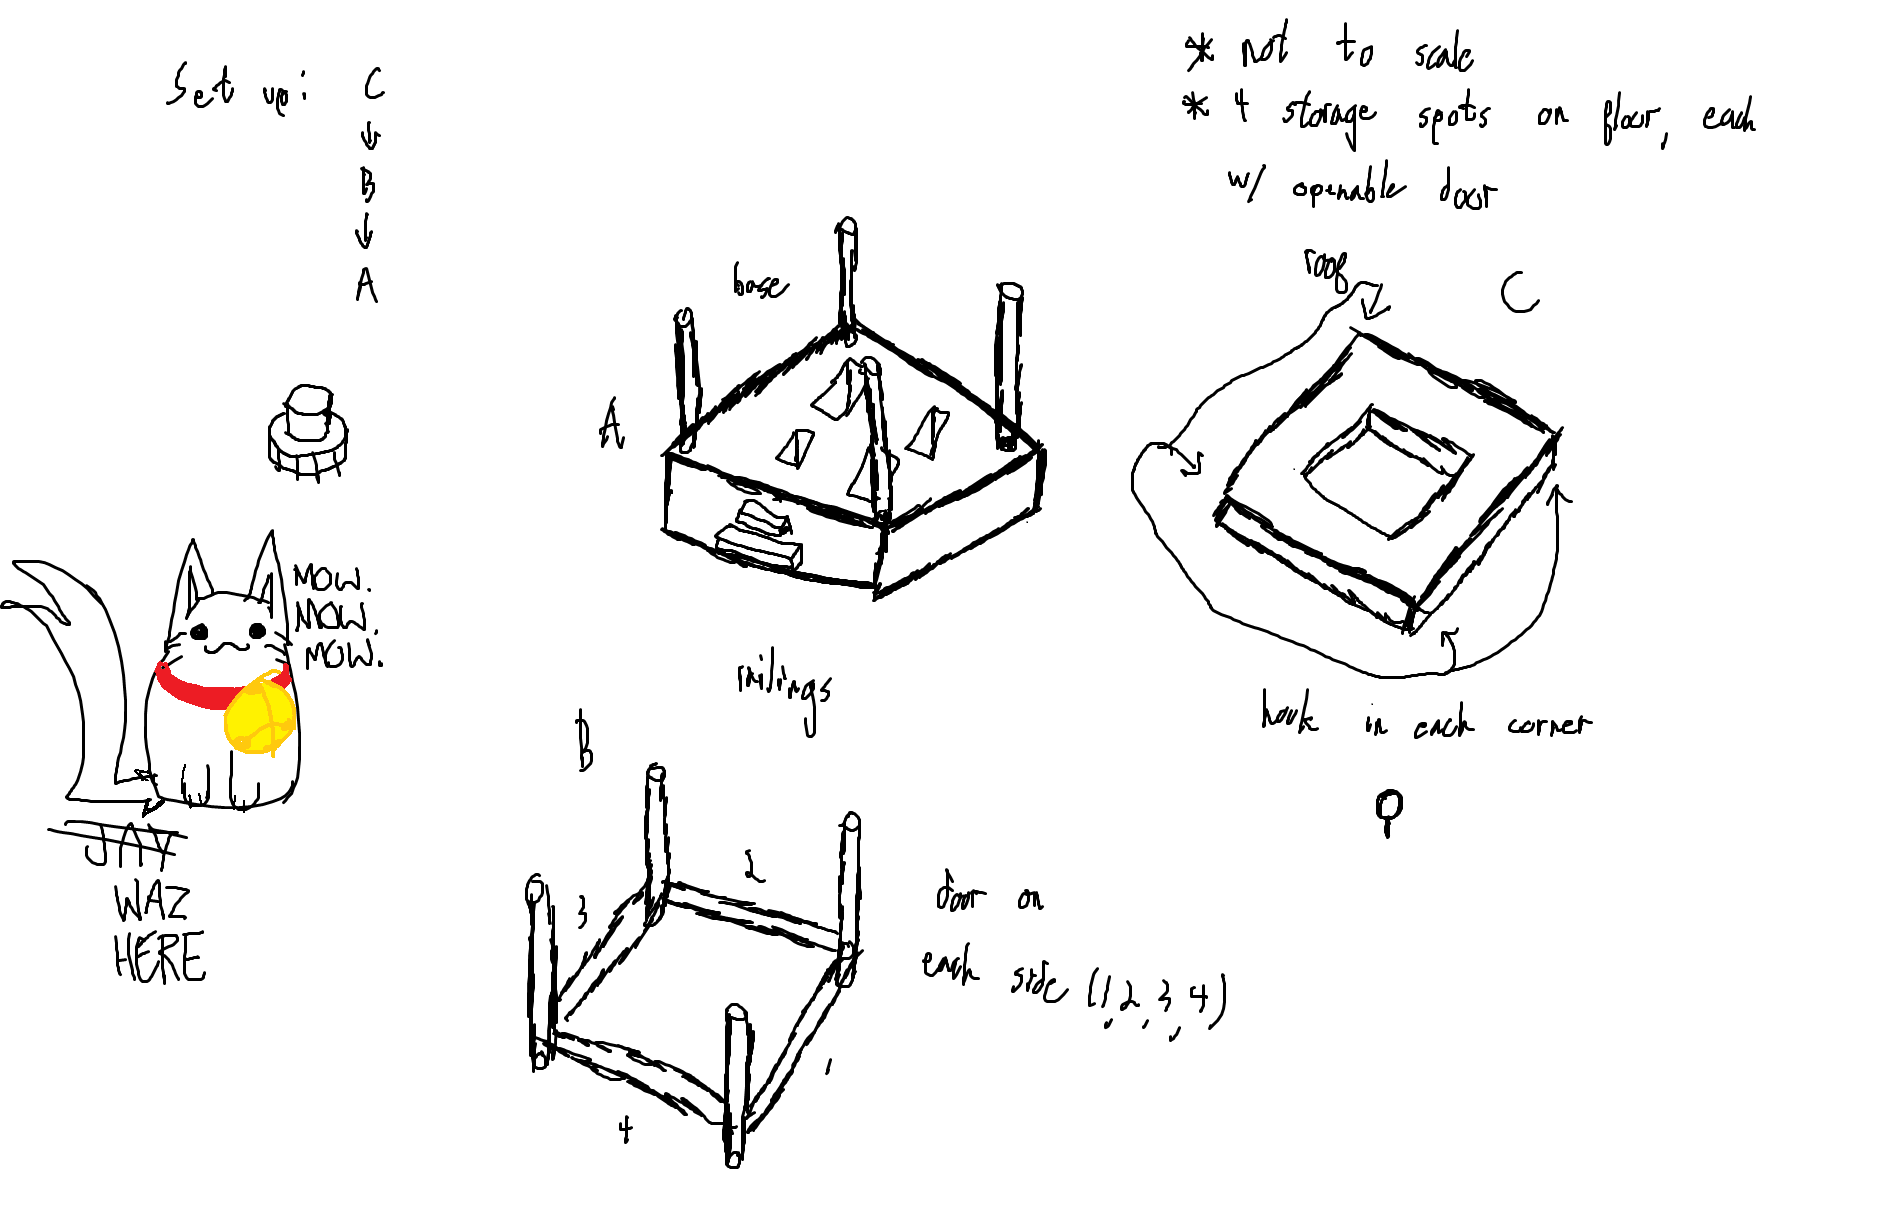 Set up: C
B
A
* not to scale
* 4 storage spots on floor, each
w/ openable door
base
A
roof
C
hook in each corner
MOW.
MOW.
MOW.
JAY
WAZ
HERE
railings
B
2
3
1
4
door on
each side (1, 2, 3, 4)